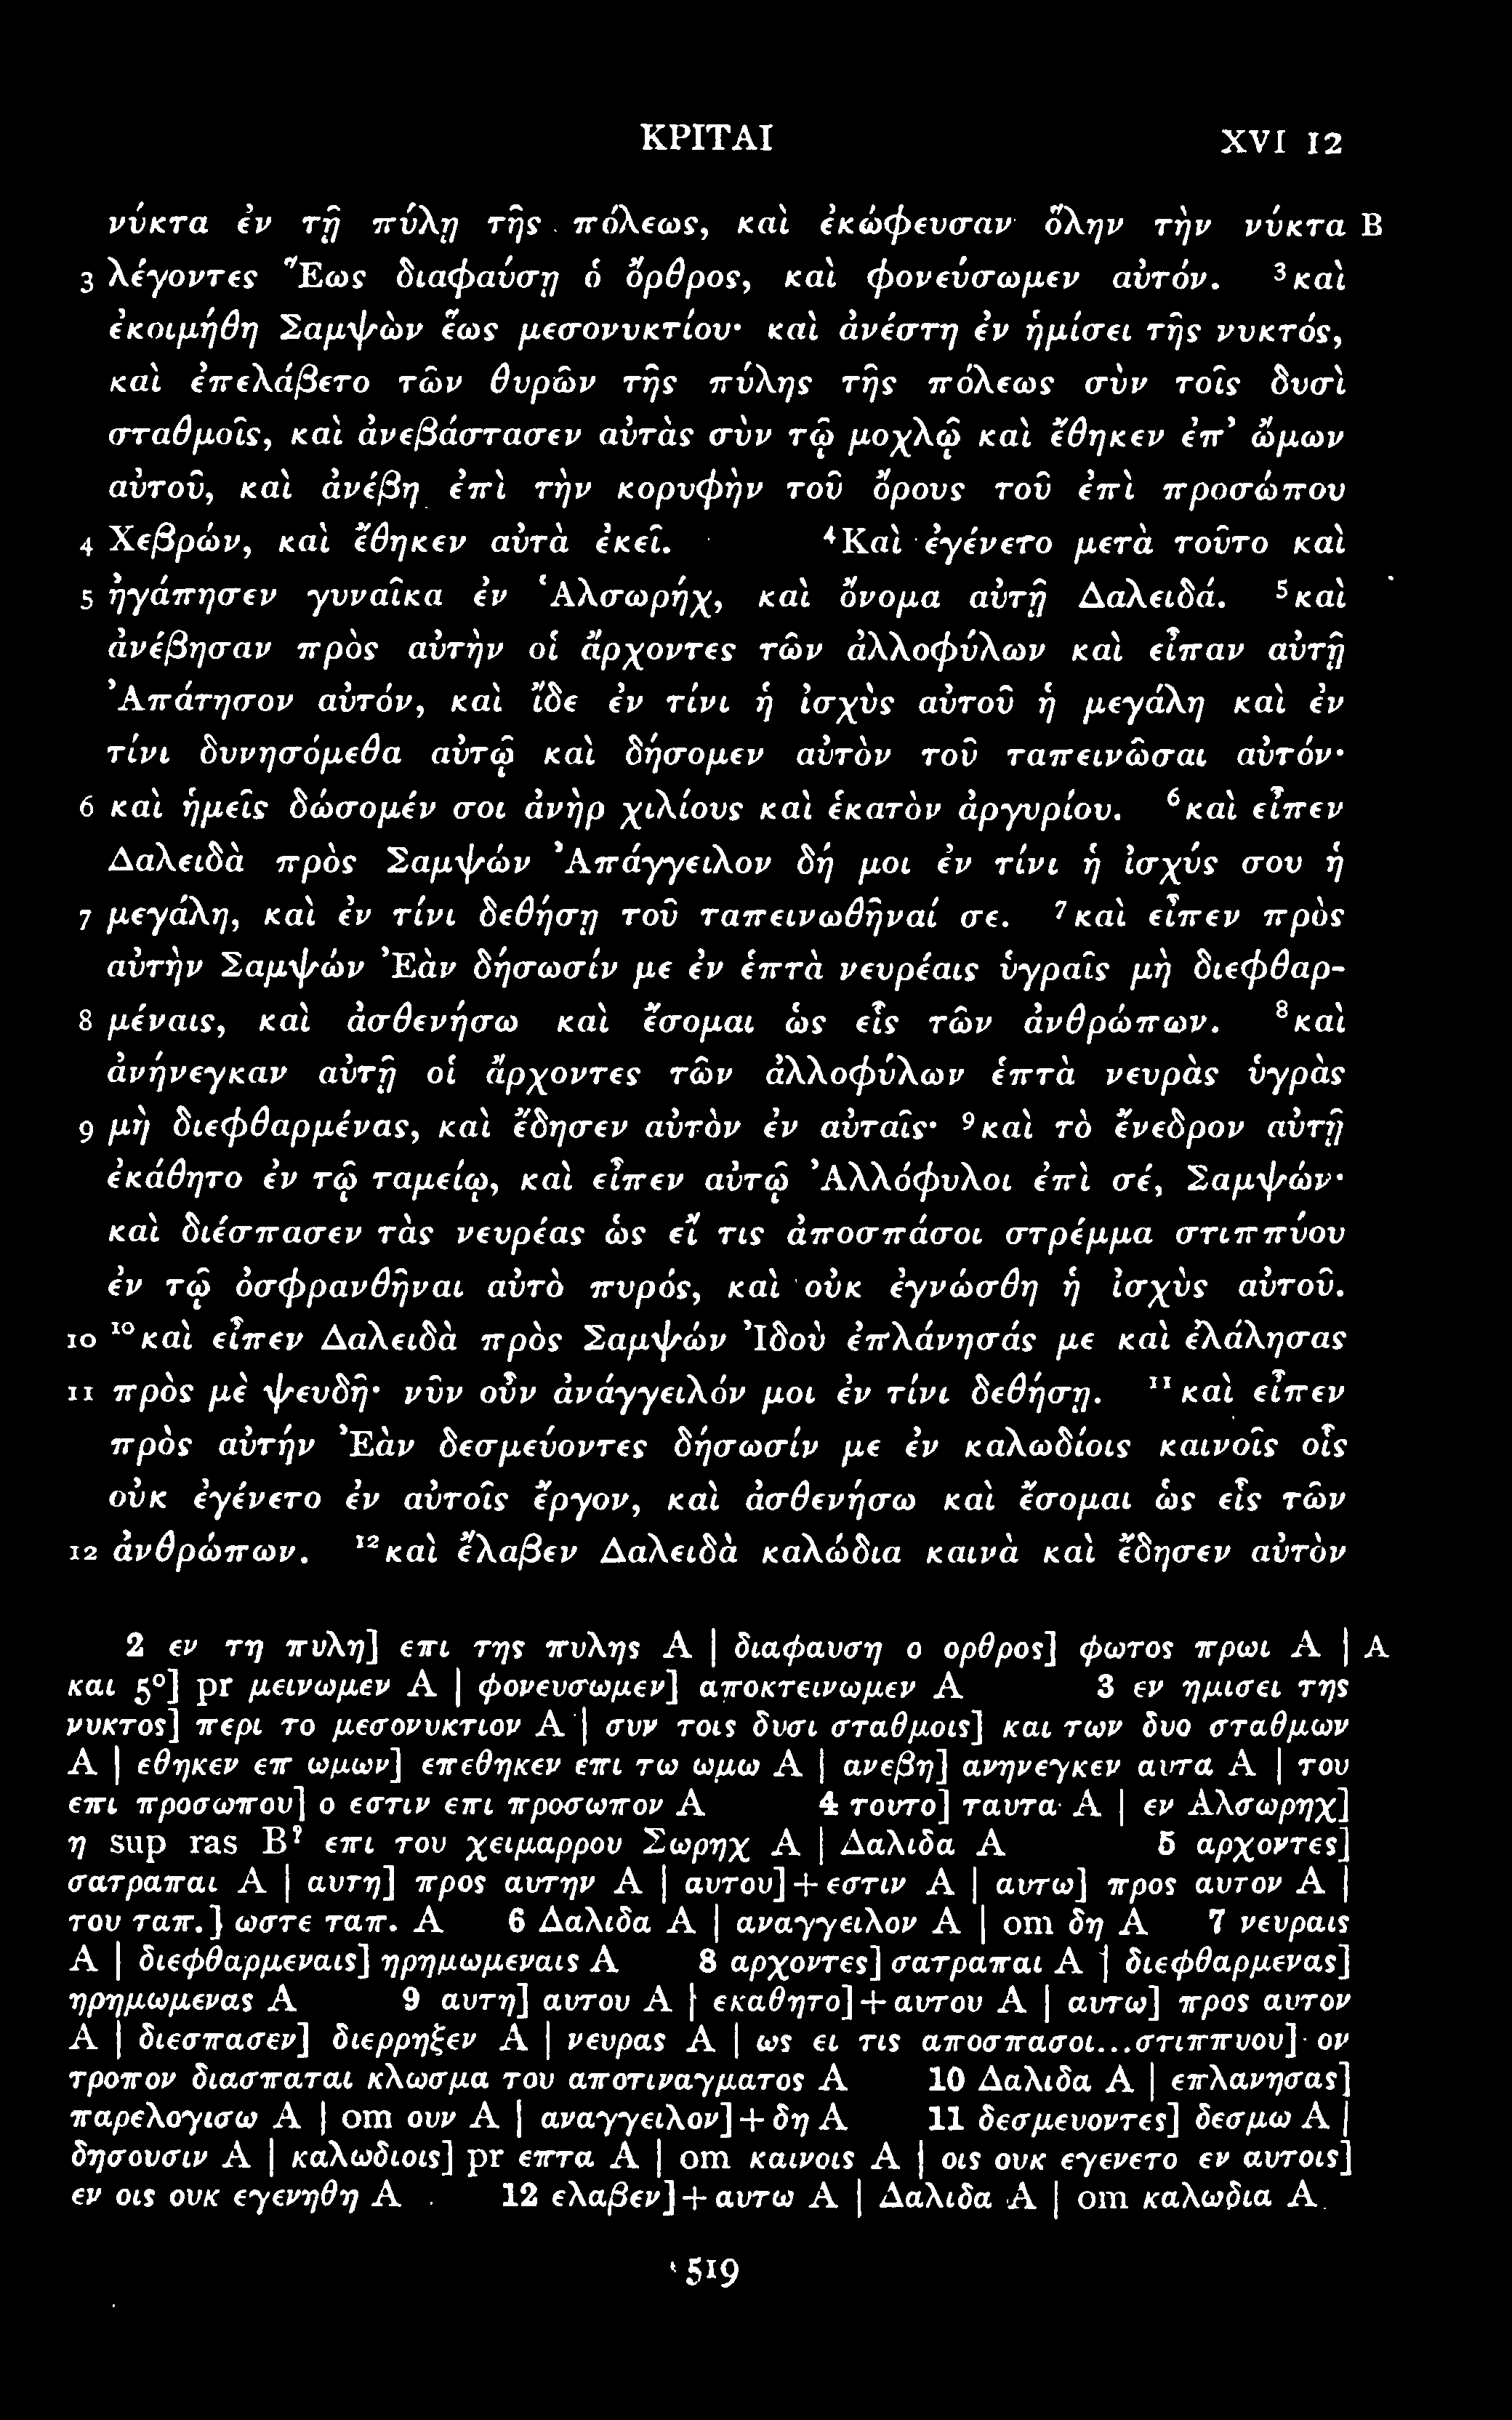 ΚΡΙΤΑΙ XVI 12
νύκτα ἐν τῇ πύλῃ τῆς πόλεως, καὶ ἐκώφευσαν ὅλην τὴν νύκτα B
3 λέγοντες Ἕως διαφαύσῃ ὁ ὄρθρος, καὶ φονεύσωμεν αὐτόν. ³καὶ
ἐκοιμήθη Σαμψὼν ἕως μεσονυκτίου· καὶ ἀνέστη ἐν ἡμίσει τῆς νυκτός,
καὶ ἐπελάβετο τῶν θυρῶν τῆς πύλης τῆς πόλεως σὺν τοῖς δυσὶ
σταθμοῖς, καὶ ἀνεβάστασεν αὐτὰς σὺν τῷ μοχλῷ καὶ ἔθηκεν ἐπ᾽ ὤμων
αὐτοῦ, καὶ ἀνέβη ἐπὶ τὴν κορυφὴν τοῦ ὄρους τοῦ ἐπὶ προσώπου
4 Χεβρών, καὶ ἔθηκεν αὐτὰ ἐκεῖ. ⁴Καὶ ἐγένετο μετὰ τοῦτο καὶ
5 ἠγάπησεν γυναῖκα ἐν Ἁλσωρήχ, καὶ ὄνομα αὐτῇ Δαλειδά. ⁵καὶ
ἀνέβησαν πρὸς αὐτὴν οἱ ἄρχοντες τῶν ἀλλοφύλων καὶ εἶπαν αὐτῇ
Ἀπάτησον αὐτόν, καὶ ἴδε ἐν τίνι ἡ ἰσχὺς αὐτοῦ ἡ μεγάλη καὶ ἐν
τίνι δυνησόμεθα αὐτῷ καὶ δήσομεν αὐτὸν τοῦ ταπεινῶσαι αὐτόν·
6 καὶ ἡμεῖς δώσομέν σοι ἀνὴρ χιλίους καὶ ἑκατὸν ἀργυρίου. ⁶καὶ εἶπεν
Δαλειδὰ πρὸς Σαμψών Ἀπάγγειλον δή μοι ἐν τίνι ἡ ἰσχύς σου ἡ
7 μεγάλη, καὶ ἐν τίνι δεθήσῃ τοῦ ταπεινωθῆναί σε. ⁷καὶ εἶπεν πρὸς
αὐτὴν Σαμψών Ἐὰν δήσωσίν με ἐν ἑπτὰ νευρέαις ὑγραῖς μὴ διεφθαρ-
8 μέναις, καὶ ἀσθενήσω καὶ ἔσομαι ὡς εἷς τῶν ἀνθρώπων. ⁸καὶ
ἀνήνεγκαν αὐτῇ οἱ ἄρχοντες τῶν ἀλλοφύλων ἑπτὰ νευρὰς ὑγρὰς
9 μὴ διεφθαρμένας, καὶ ἔδησεν αὐτὸν ἐν αὐταῖς· ⁹καὶ τὸ ἔνεδρον αὐτῇ
ἐκάθητο ἐν τῷ ταμείῳ, καὶ εἶπεν αὐτῷ Ἀλλόφυλοι ἐπὶ σέ, Σαμψών·
καὶ διέσπασεν τὰς νευρέας ὡς εἴ τις ἀποσπάσοι στρέμμα στιππύου
ἐν τῷ ὀσφρανθῆναι αὐτὸ πυρός, καὶ οὐκ ἐγνώσθη ἡ ἰσχὺς αὐτοῦ.
10 ¹⁰καὶ εἶπεν Δαλειδὰ πρὸς Σαμψών Ἰδοὺ ἐπλάνησάς με καὶ ἐλάλησας
11 πρὸς μὲ ψευδῆ· νῦν οὖν ἀνάγγειλόν μοι ἐν τίνι δεθήσῃ. ¹¹καὶ εἶπεν
πρὸς αὐτήν Ἐὰν δεσμεύοντες δήσωσίν με ἐν καλωδίοις καινοῖς οἷς
οὐκ ἐγένετο ἐν αὐτοῖς ἔργον, καὶ ἀσθενήσω καὶ ἔσομαι ὡς εἷς τῶν
12 ἀνθρώπων. ¹²καὶ ἔλαβεν Δαλειδὰ καλώδια καινὰ καὶ ἔδησεν αὐτὸν
2 εν τη πυλη] επι της πυλης A | διαφαυση ο ορθρος] φωτος πρωι A | A
και 5°] pr μεινωμεν A | φονευσωμεν] αποκτεινωμεν A 3 εν ημισει της
νυκτος] περι το μεσονυκτιον A | συν τοις δυσι σταθμοις] και των δυο σταθμων
A | εθηκεν επ ωμων] επεθηκεν επι τω ωμω A | ανεβη] ανηνεγκεν αυτα A | του
επι προσωπου] ο εστιν επι προσωπον A 4 τουτο] ταυτα A | εν Αλσωρηχ]
η sup ras B? επι του χειμαρρου Σωρηχ A | Δαλιδα A 5 αρχοντες]
σατραπαι A | αυτη] προς αυτην A | αυτου] + εστιν A | αυτω] προς αυτον A |
του ταπ.] ωστε ταπ. A 6 Δαλιδα A | αναγγειλον A | om δη A 7 νευραις
A | διεφθαρμεναις] ηρημωμεναις A 8 αρχοντες] σατραπαι A | διεφθαρμενας]
ηρημωμενας A 9 αυτη] αυτου A | εκαθητο] + αυτου A | αυτω] προς αυτον
A | διεσπασεν] διερρηξεν A | νευρας A | ως ει τις αποσπασοι...στιππυου] ον
τροπον διασπαται κλωσμα του αποτιναγματος A 10 Δαλιδα A | επλανησας]
παρελογισω A | om ουν A | αναγγειλον] + δη A 11 δεσμευοντες] δεσμω A |
δησουσιν A | καλωδιοις] pr επτα A | om καινοις A | οις ουκ εγενετο εν αυτοις]
εν οις ουκ εγενηθη A 12 ελαβεν] + αυτω A | Δαλιδα A | om καλωδια A
519